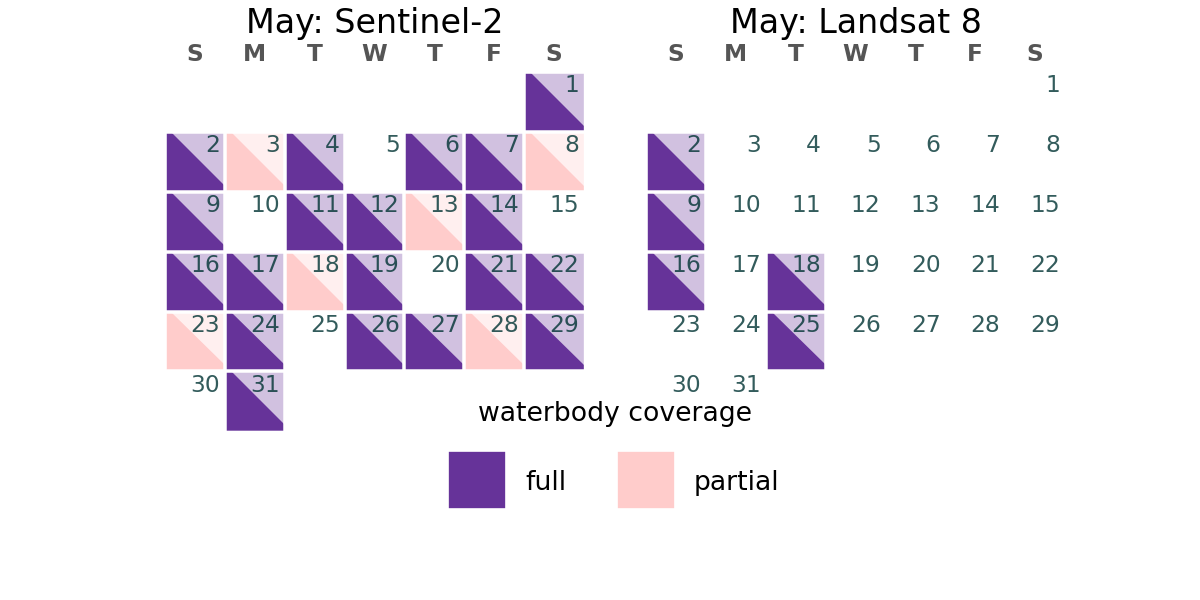 May: Sentinel-2
S M T W T F S
1
2 3 4 5 6 7 8
9 10 11 12 13 14 15
16 17 18 19 20 21 22
23 24 25 26 27 28 29
30 31
May: Landsat 8
S M T W T F S
1
2 3 4 5 6 7 8
9 10 11 12 13 14 15
16 17 18 19 20 21 22
23 24 25 26 27 28 29
30 31
waterbody coverage
full partial